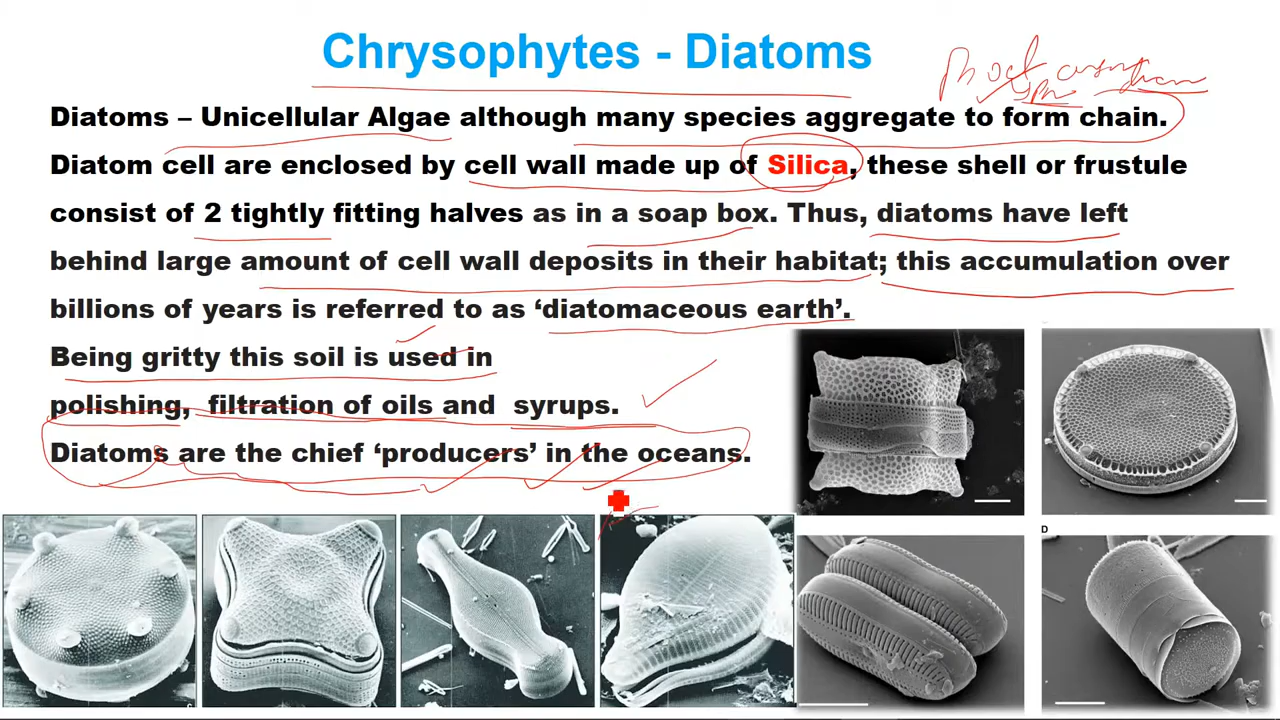 Chrysophytes - Diatoms
Diatoms – Unicellular Algae although many species aggregate to form chain.
Diatom cell are enclosed by cell wall made up of Silica, these shell or frustule
consist of 2 tightly fitting halves as in a soap box. Thus, diatoms have left
behind large amount of cell wall deposits in their habitat; this accumulation over
billions of years is referred to as ‘diatomaceous earth’.
Being gritty this soil is used in
polishing, filtration of oils and syrups.
Diatoms are the chief ‘producers’ in the oceans.
D